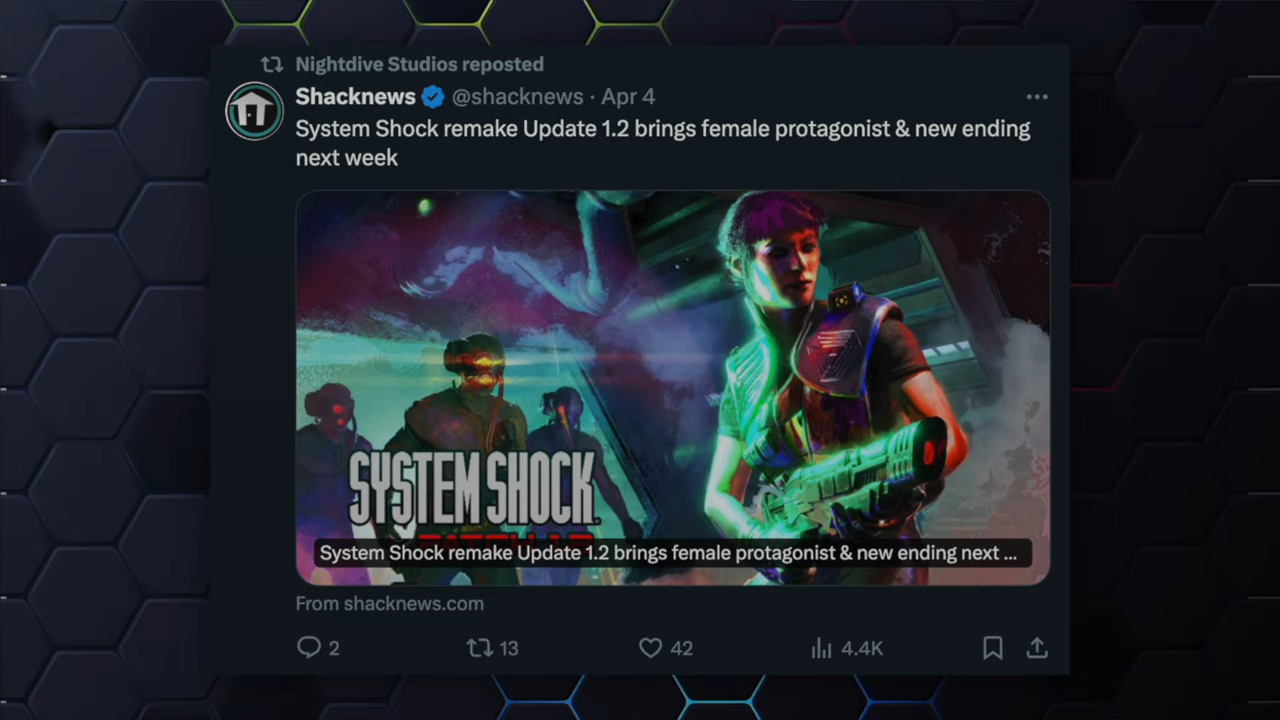 Nightdive Studios reposted
Shacknews @shacknews · Apr 4
System Shock remake Update 1.2 brings female protagonist & new ending
next week
SYSTEM SHOCK
System Shock remake Update 1.2 brings female protagonist & new ending next ...
From shacknews.com
2 13 42 4.4K